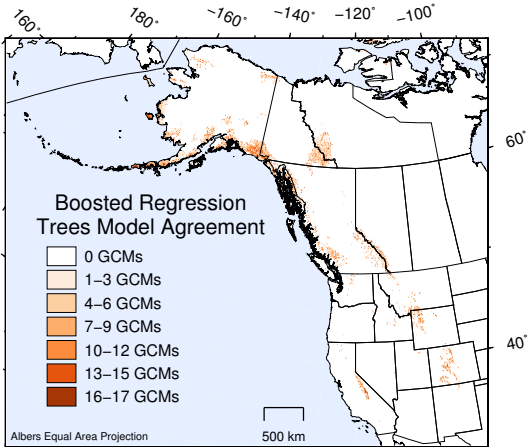 160°
180°
−160°
−140°
−120°
−100°
60°
40°
Boosted Regression
Trees Model Agreement
0 GCMs
1−3 GCMs
4−6 GCMs
7−9 GCMs
10−12 GCMs
13−15 GCMs
16−17 GCMs
Albers Equal Area Projection
500 km